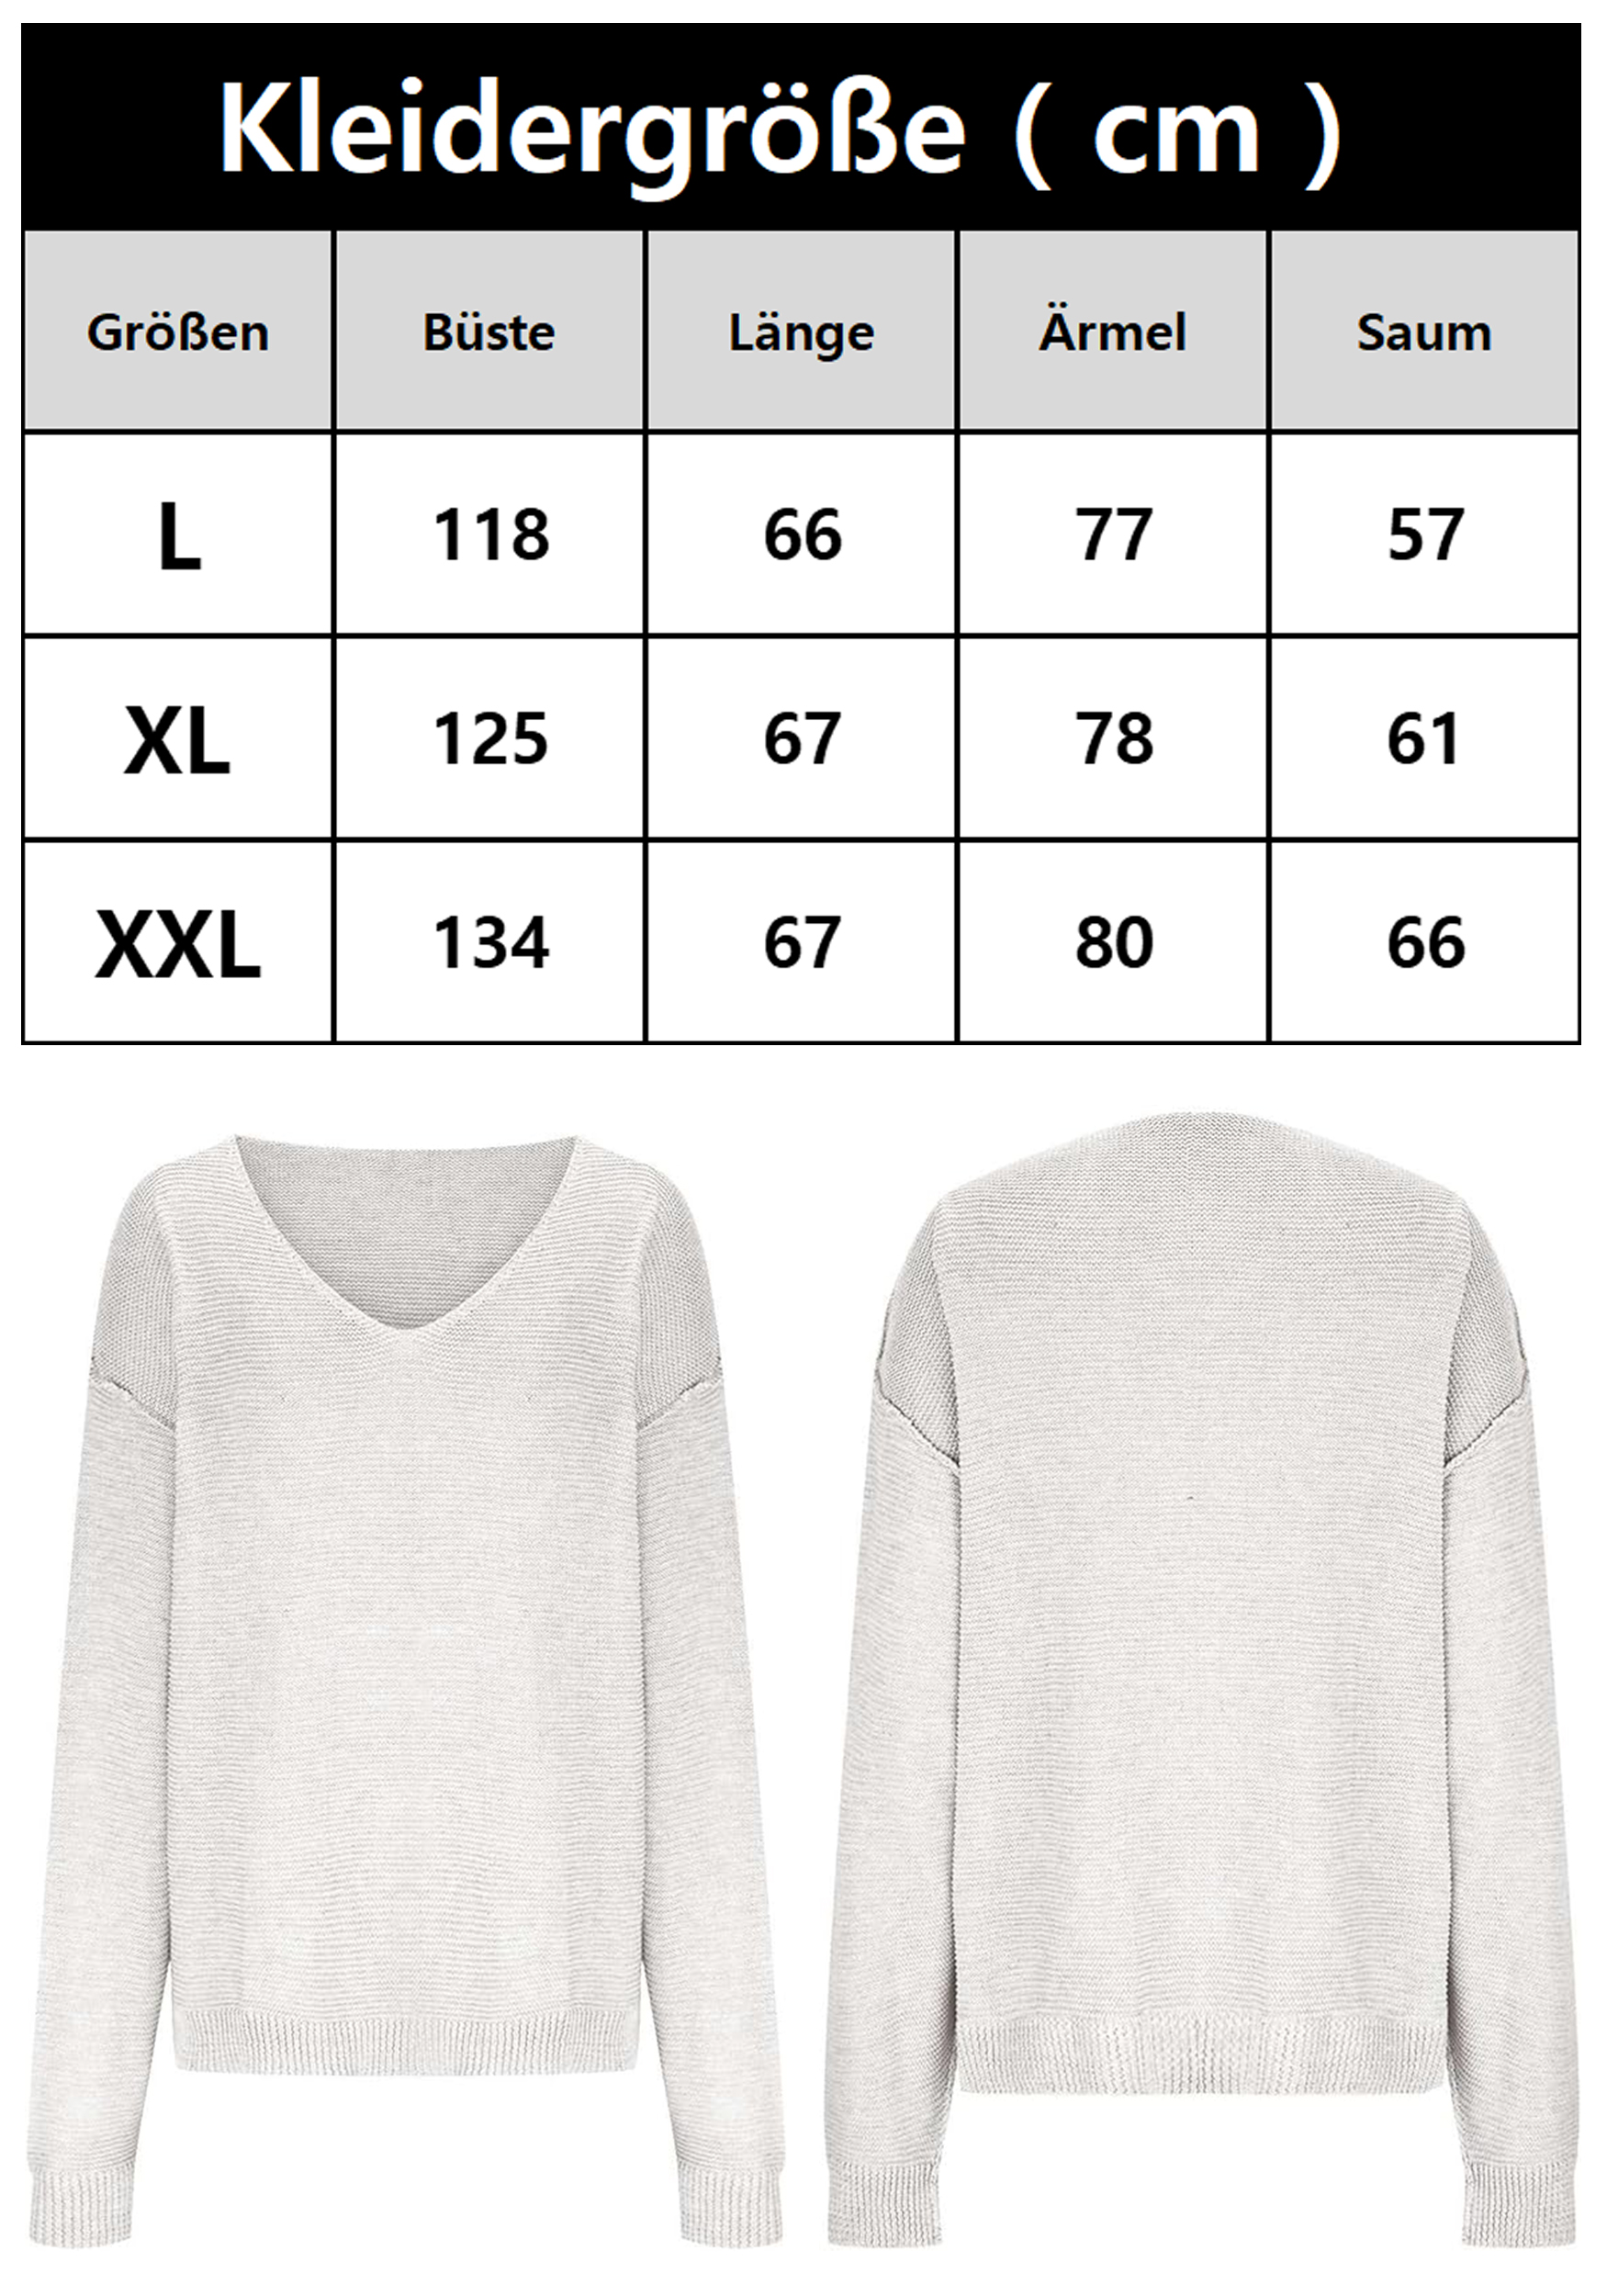 Kleidergröße ( cm )
Größen Büste Länge Ärmel Saum
L 118 66 77 57
XL 125 67 78 61
XXL 134 67 80 66